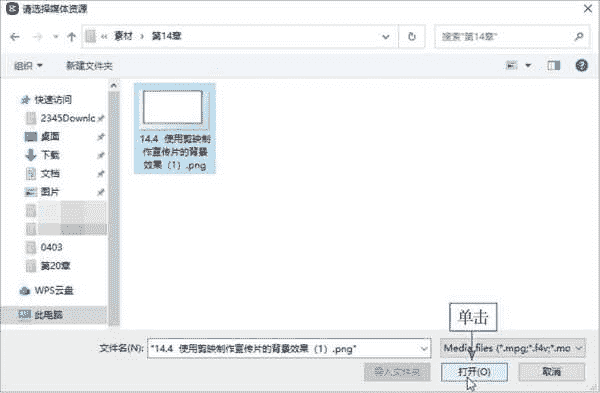 请选择媒体资源
« 素材 › 第14章
搜索"第14章"
组织 新建文件夹
快速访问
2345Downlc
桌面
下载
文档
图片
0403
第20章
WPS云盘
此电脑
14.4 使用剪映制
作宣传片的背景
效果（1）.png
单击
文件名(N):
"14.4 使用剪映制作宣传片的背景效果（1）.png"
Media files (*.mpg;*.f4v;*.mo
导入文件夹
打开(O)
取消